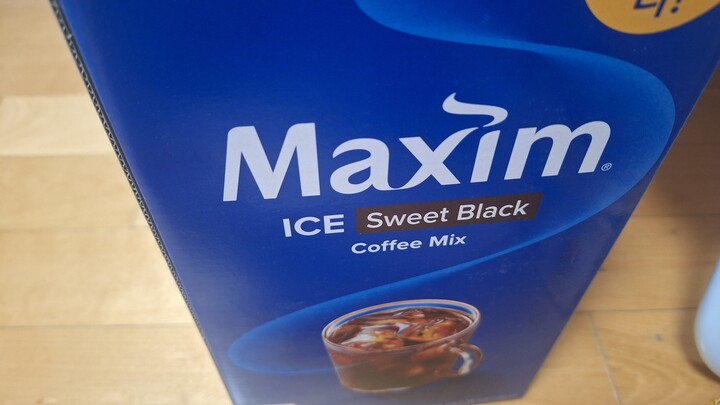 Maxim®
ICE Sweet Black
Coffee Mix